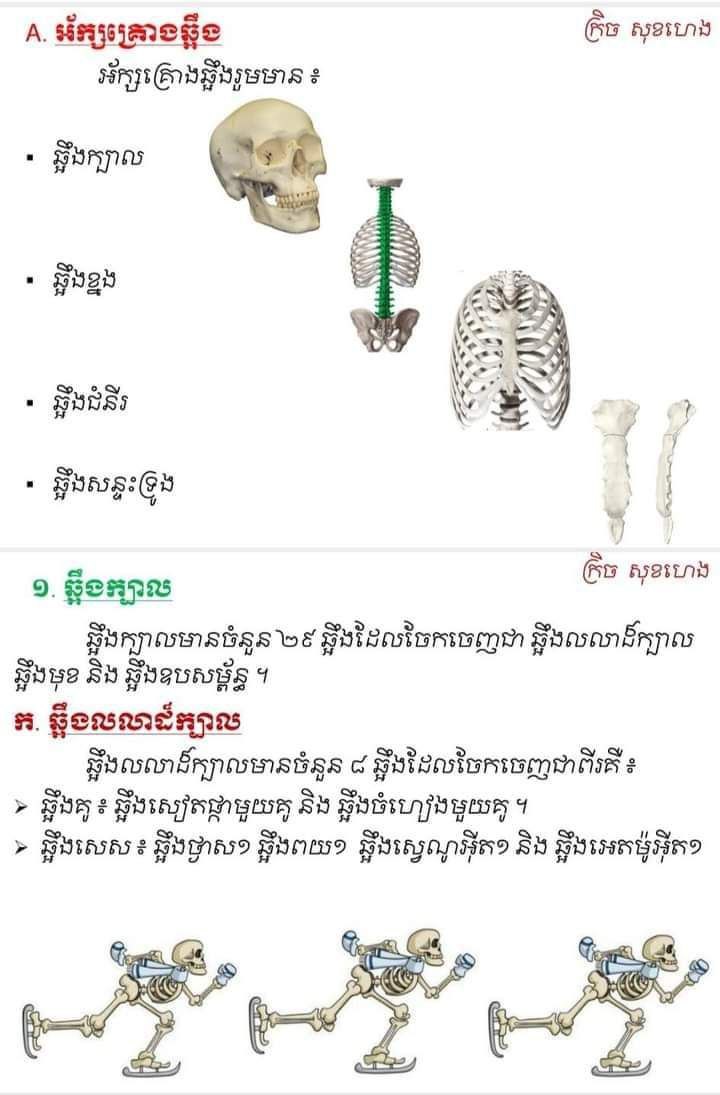 A. អ័ក្សគ្រោងឆ្អឹង
ក្រិច សុខហេង
អ័ក្សគ្រោងឆ្អឹងរួមមាន ៖
▪ ឆ្អឹងក្បាល
▪ ឆ្អឹងខ្នង
▪ ឆ្អឹងជំនីរ
▪ ឆ្អឹងសន្ទះទ្រូង
ក្រិច សុខហេង
១. ឆ្អឹងក្បាល
ឆ្អឹងក្បាលមានចំនួន ២៩ ឆ្អឹងដែលចែកចេញជា ឆ្អឹងលលាដ៍ក្បាល
ឆ្អឹងមុខ និង ឆ្អឹងឧបសម្ព័ន្ធ ។
ក. ឆ្អឹងលលាដ៍ក្បាល
ឆ្អឹងលលាដ៍ក្បាលមានចំនួន ៨ ឆ្អឹងដែលចែកចេញជាពីរគឺ ៖
➢ ឆ្អឹងគូ ៖ ឆ្អឹងសៀតផ្កាមួយគូ និង ឆ្អឹងចំហៀងមួយគូ ។
➢ ឆ្អឹងសេស ៖ ឆ្អឹងថ្ងាស១ ឆ្អឹងពយ១ ឆ្អឹងស្វេណូអ៊ីត១ និង ឆ្អឹងអេតម៉ូអ៊ីត១